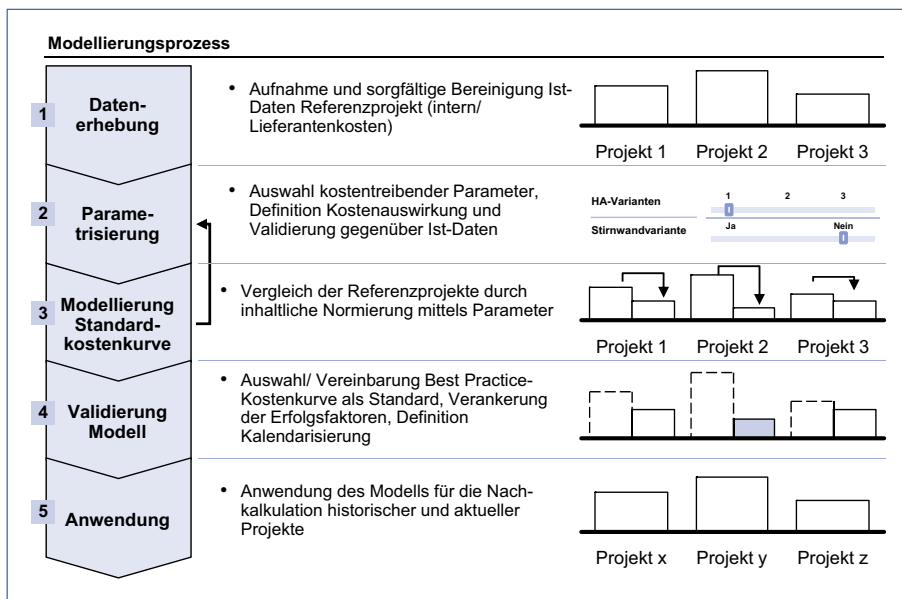 Modellierungsprozess
1
Daten-
erhebung
• Aufnahme und sorgfältige Bereinigung Ist-
Daten Referenzprojekt (intern/
Lieferantenkosten)
Projekt 1 Projekt 2 Projekt 3
2
Parame-
trisierung
• Auswahl kostentreibender Parameter,
Definition Kostenauswirkung und
Validierung gegenüber Ist-Daten
HA-Varianten 1 2 3
Stirnwandvariante Ja Nein
3
Modellierung
Standard-
kostenkurve
• Vergleich der Referenzprojekte durch
inhaltliche Normierung mittels Parameter
Projekt 1 Projekt 2 Projekt 3
4
Validierung
Modell
• Auswahl/ Vereinbarung Best Practice-
Kostenkurve als Standard, Verankerung
der Erfolgsfaktoren, Definition
Kalendarisierung
5
Anwendung
• Anwendung des Modells für die Nach-
kalkulation historischer und aktueller
Projekte
Projekt x Projekt y Projekt z